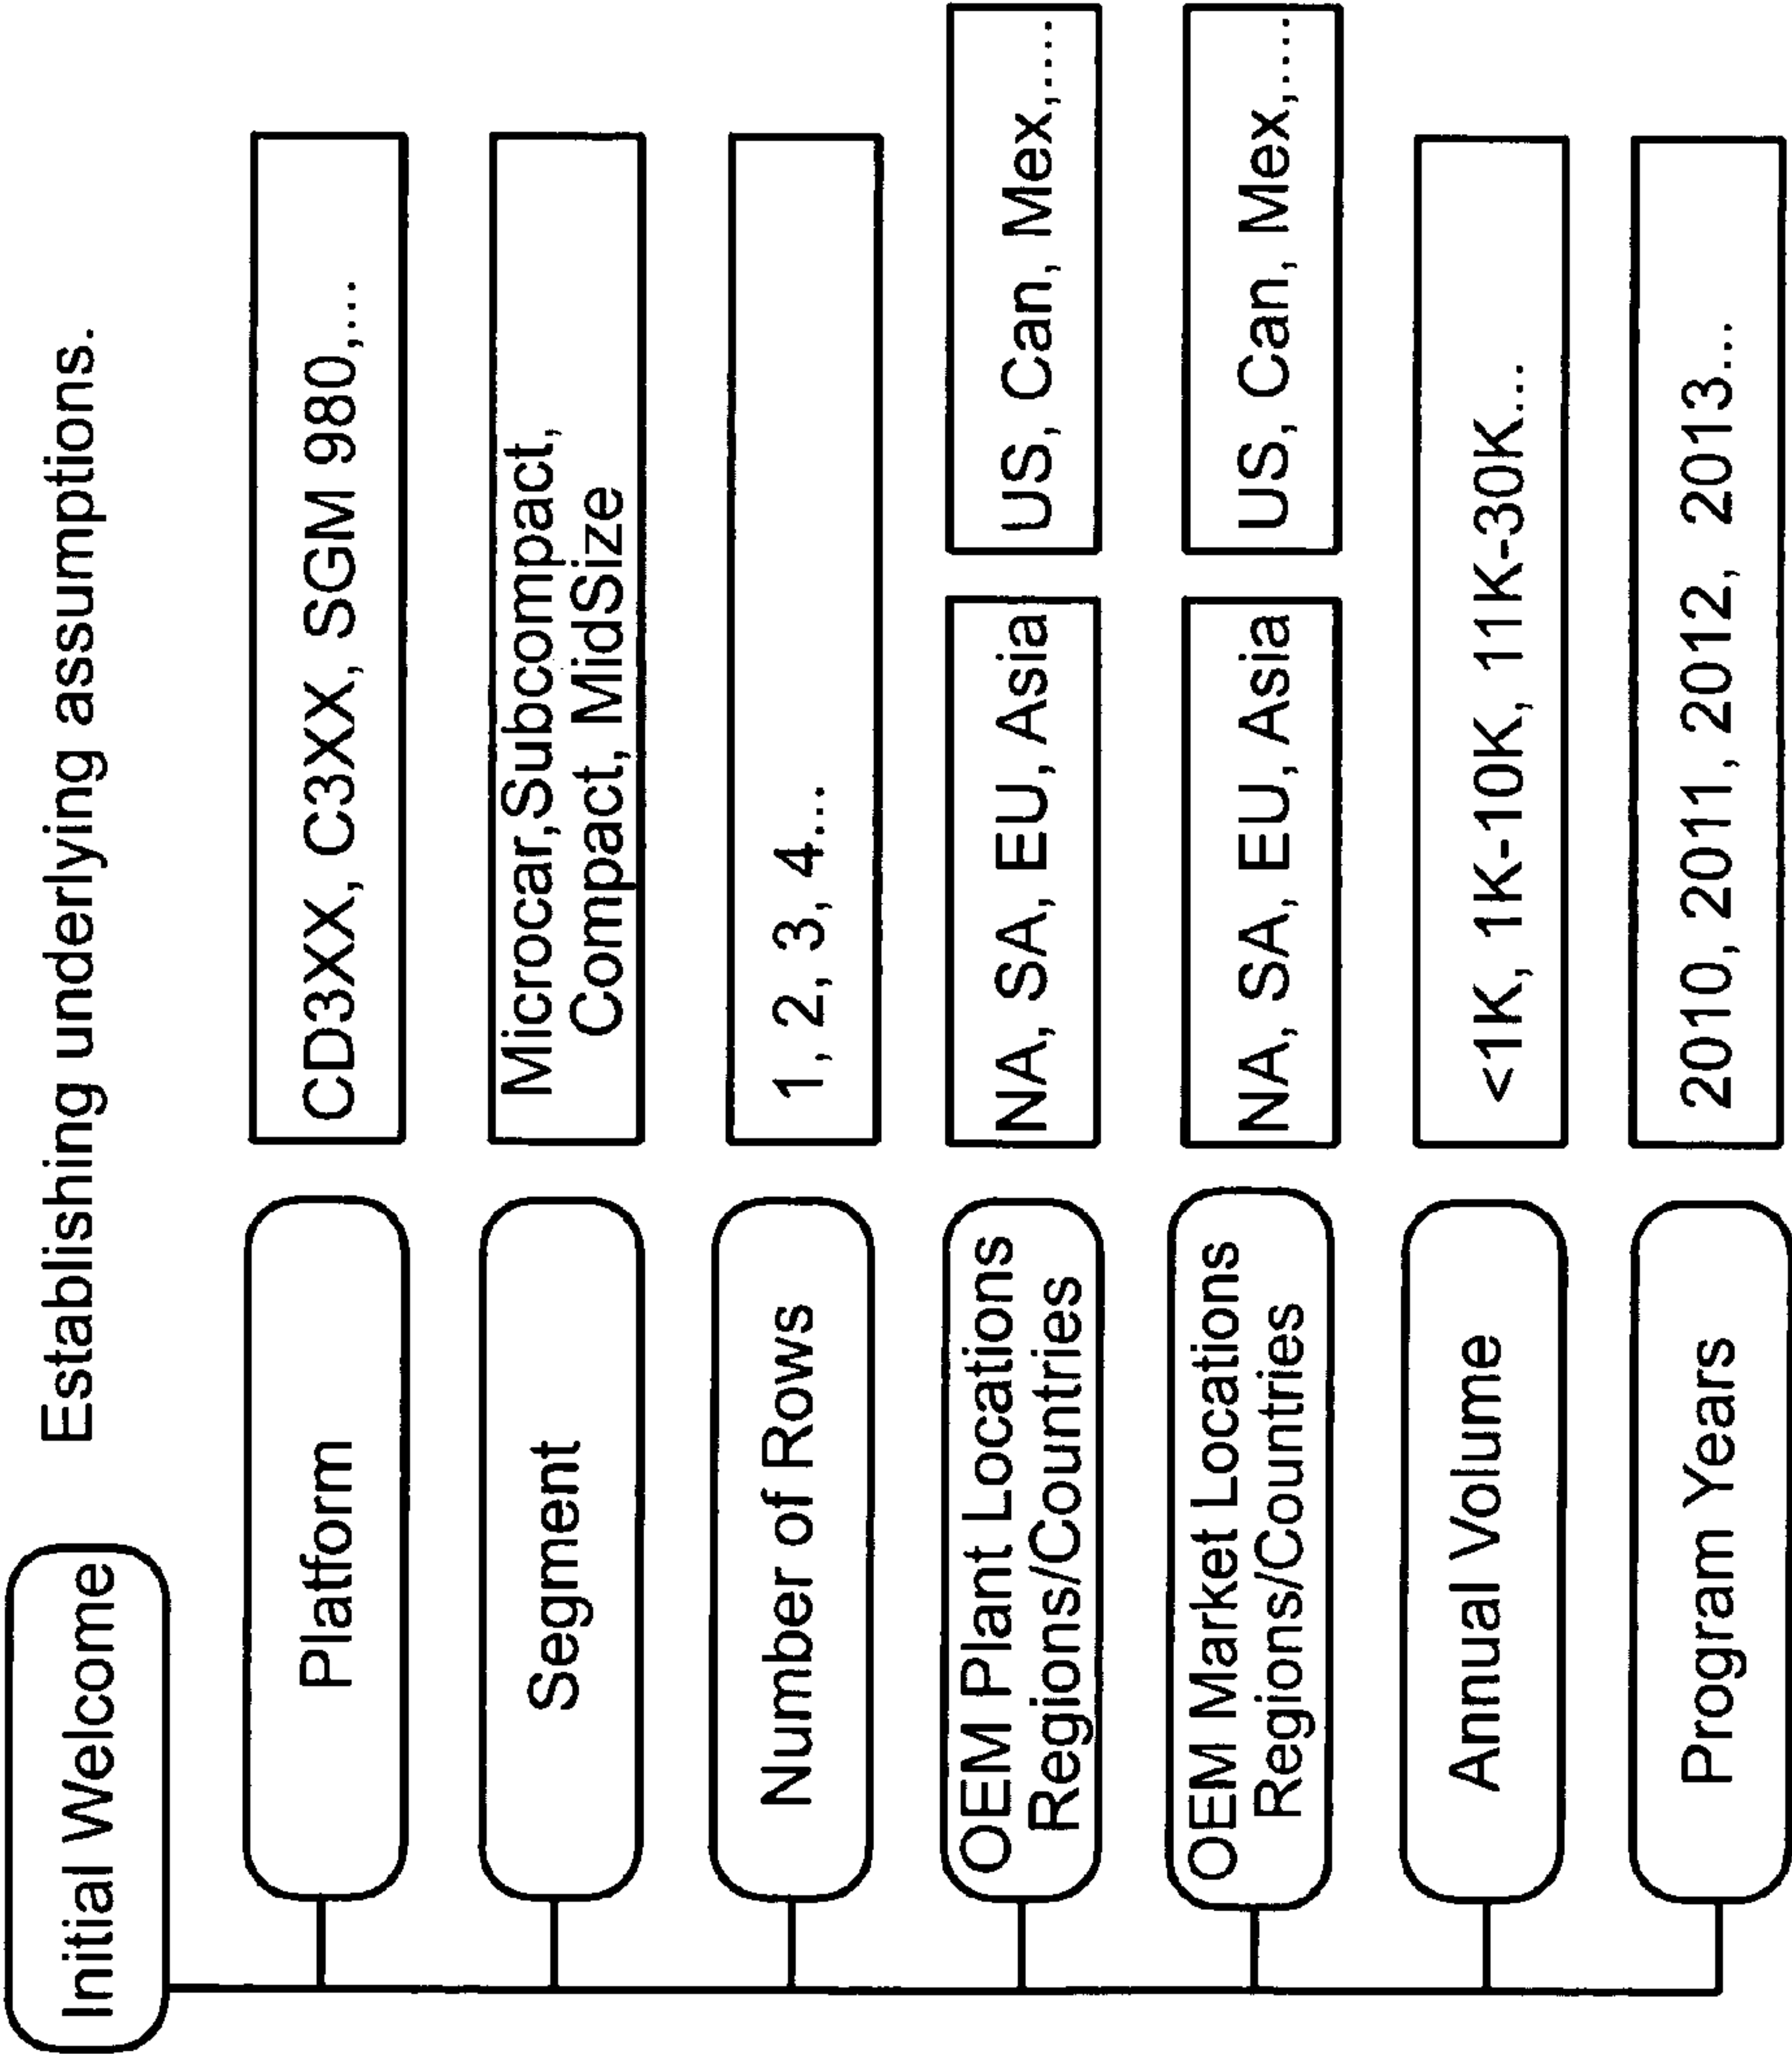 Initial Welcome
Establishing underlying assumptions.
Platform
CD3XX, C3XX, SGM 980,...
Segment
Microcar,Subcompact,
Compact, MidSize
Number of Rows
1, 2, 3, 4...
OEM Plant Locations
Regions/Countries
NA, SA, EU, Asia
US, Can, Mex,....
OEM Market Locations
Regions/Countries
NA, SA, EU, Asia
US, Can, Mex,....
Annual Volume
<1K, 1K-10K, 11K-30K...
Program Years
2010, 2011, 2012, 2013...